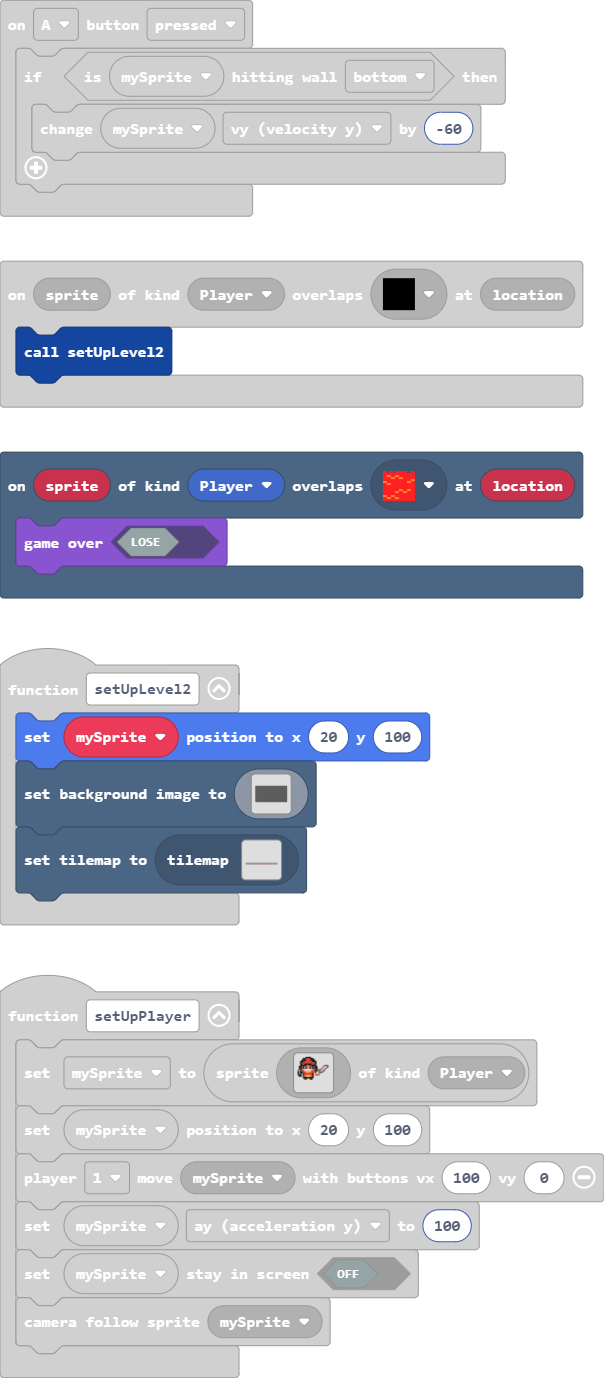 on A button pressed
if is mySprite hitting wall bottom then
change mySprite vy (velocity y) by -60
on sprite of kind Player overlaps at location
call setUpLevel2
on sprite of kind Player overlaps at location
game over LOSE
function setUpLevel2
set mySprite position to x 20 y 100
set background image to
set tilemap to tilemap
function setUpPlayer
set mySprite to sprite of kind Player
set mySprite position to x 20 y 100
player 1 move mySprite with buttons vx 100 vy 0
set mySprite ay (acceleration y) to 100
set mySprite stay in screen OFF
camera follow sprite mySprite